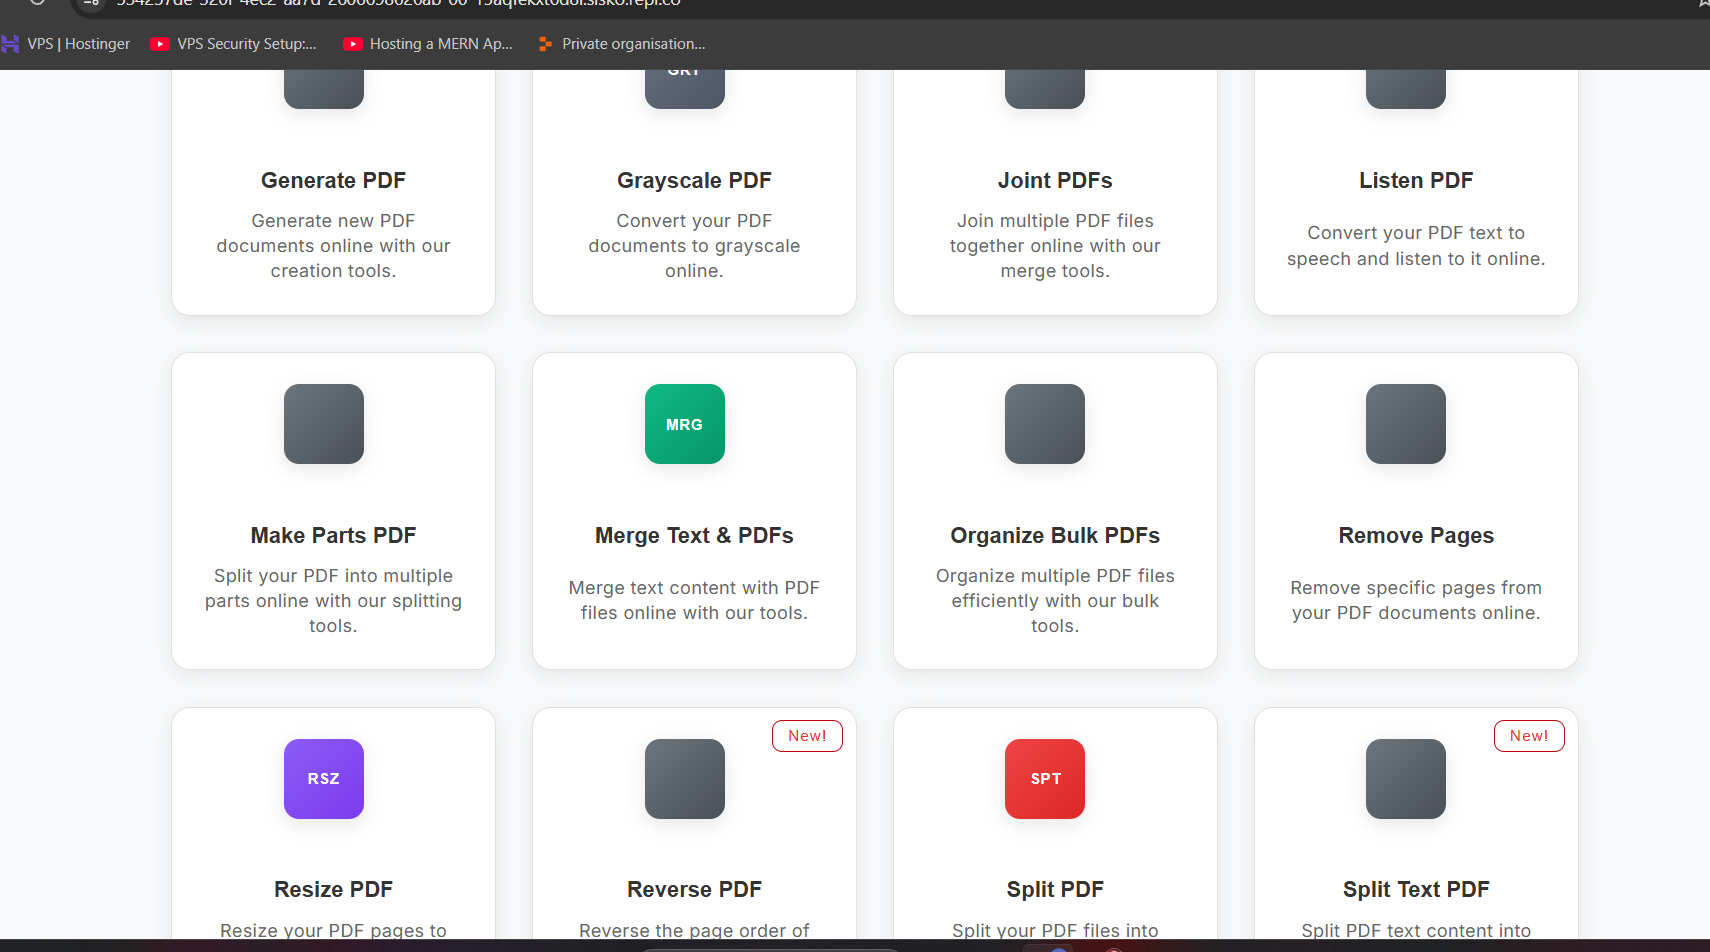 VPS | Hostinger
VPS Security Setup:...
Hosting a MERN Ap...
Private organisation...
Generate PDF
Generate new PDF
documents online with our
creation tools.
Grayscale PDF
Convert your PDF
documents to grayscale
online.
Joint PDFs
Join multiple PDF files
together online with our
merge tools.
Listen PDF
Convert your PDF text to
speech and listen to it online.
Make Parts PDF
Split your PDF into multiple
parts online with our splitting
tools.
MRG
Merge Text & PDFs
Merge text content with PDF
files online with our tools.
Organize Bulk PDFs
Organize multiple PDF files
efficiently with our bulk
tools.
Remove Pages
Remove specific pages from
your PDF documents online.
RSZ
Resize PDF
Resize your PDF pages to
New!
Reverse PDF
Reverse the page order of
SPT
Split PDF
Split your PDF files into
New!
Split Text PDF
Split PDF text content into